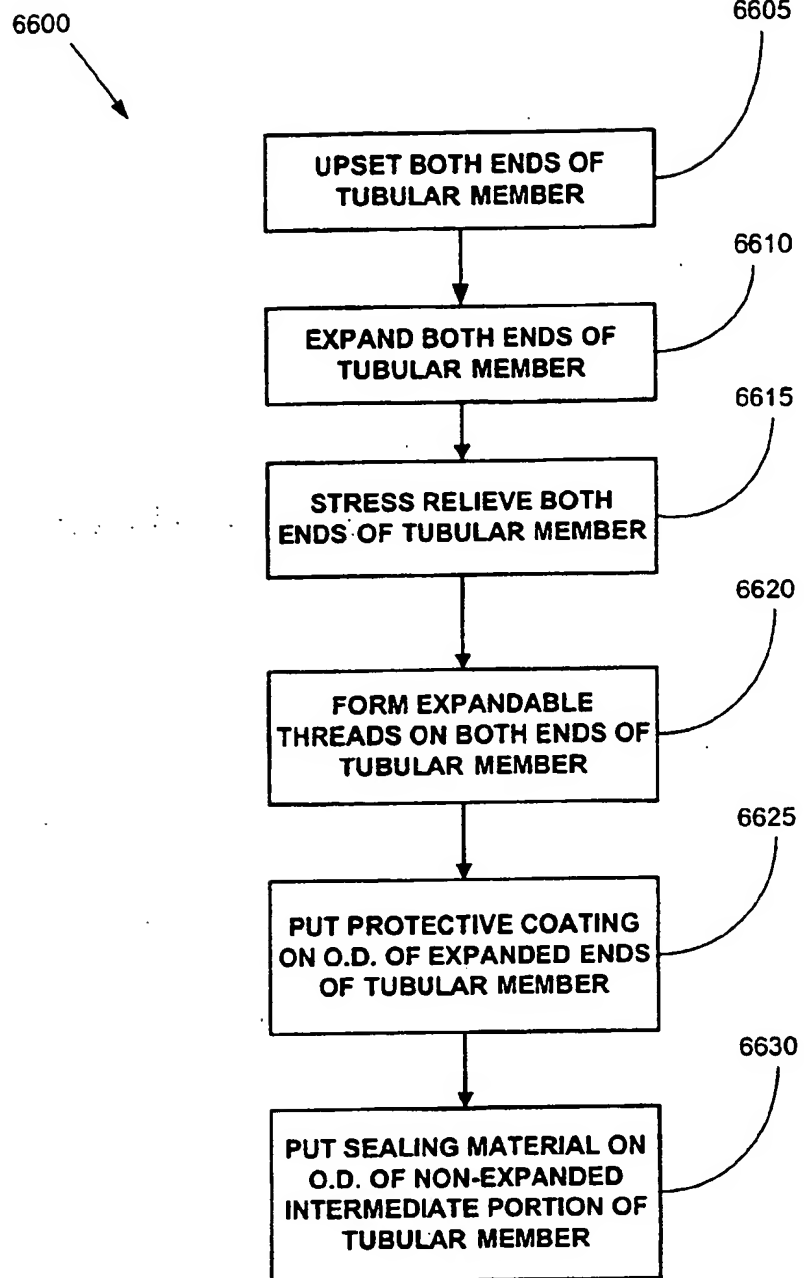 6600
6605
UPSET BOTH ENDS OF
TUBULAR MEMBER
6610
EXPAND BOTH ENDS OF
TUBULAR MEMBER
6615
STRESS RELIEVE BOTH
ENDS OF TUBULAR MEMBER
6620
FORM EXPANDABLE
THREADS ON BOTH ENDS OF
TUBULAR MEMBER
6625
PUT PROTECTIVE COATING
ON O.D. OF EXPANDED ENDS
OF TUBULAR MEMBER
6630
PUT SEALING MATERIAL ON
O.D. OF NON-EXPANDED
INTERMEDIATE PORTION OF
TUBULAR MEMBER